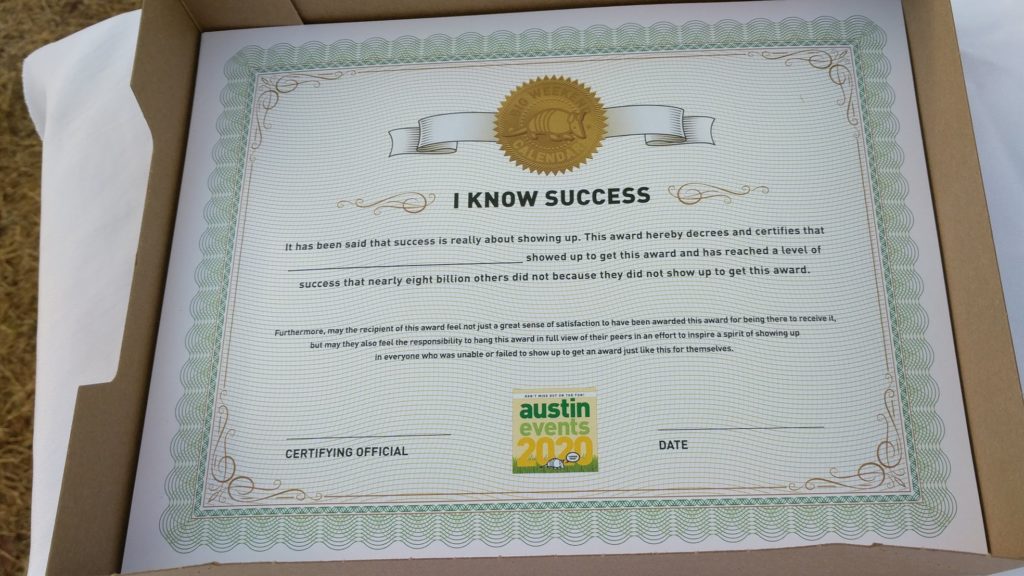 NO WEEKENDS
CALENDAR
I KNOW SUCCESS
It has been said that success is really about showing up. This award hereby decrees and certifies that
showed up to get this award and has reached a level of
success that nearly eight billion others did not because they did not show up to get this award.
Furthermore, may the recipient of this award feel not just a great sense of satisfaction to have been awarded this award for being there to receive it,
but may they also feel the responsibility to hang this award in full view of their peers in an effort to inspire a spirit of showing up
in everyone who was unable or failed to show up to get an award just like this for themselves.
DON'T MISS OUT ON THE FUN!
austin
events
2020
CERTIFYING OFFICIAL
DATE